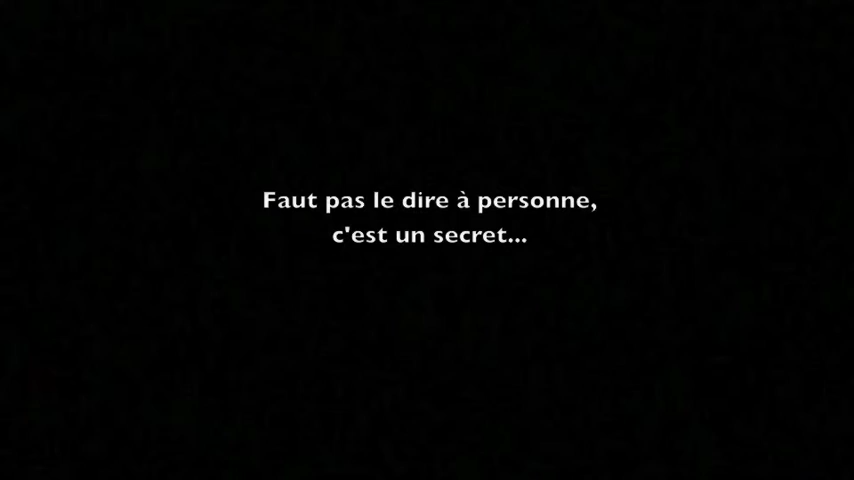 Faut pas le dire à personne,
c'est un secret...